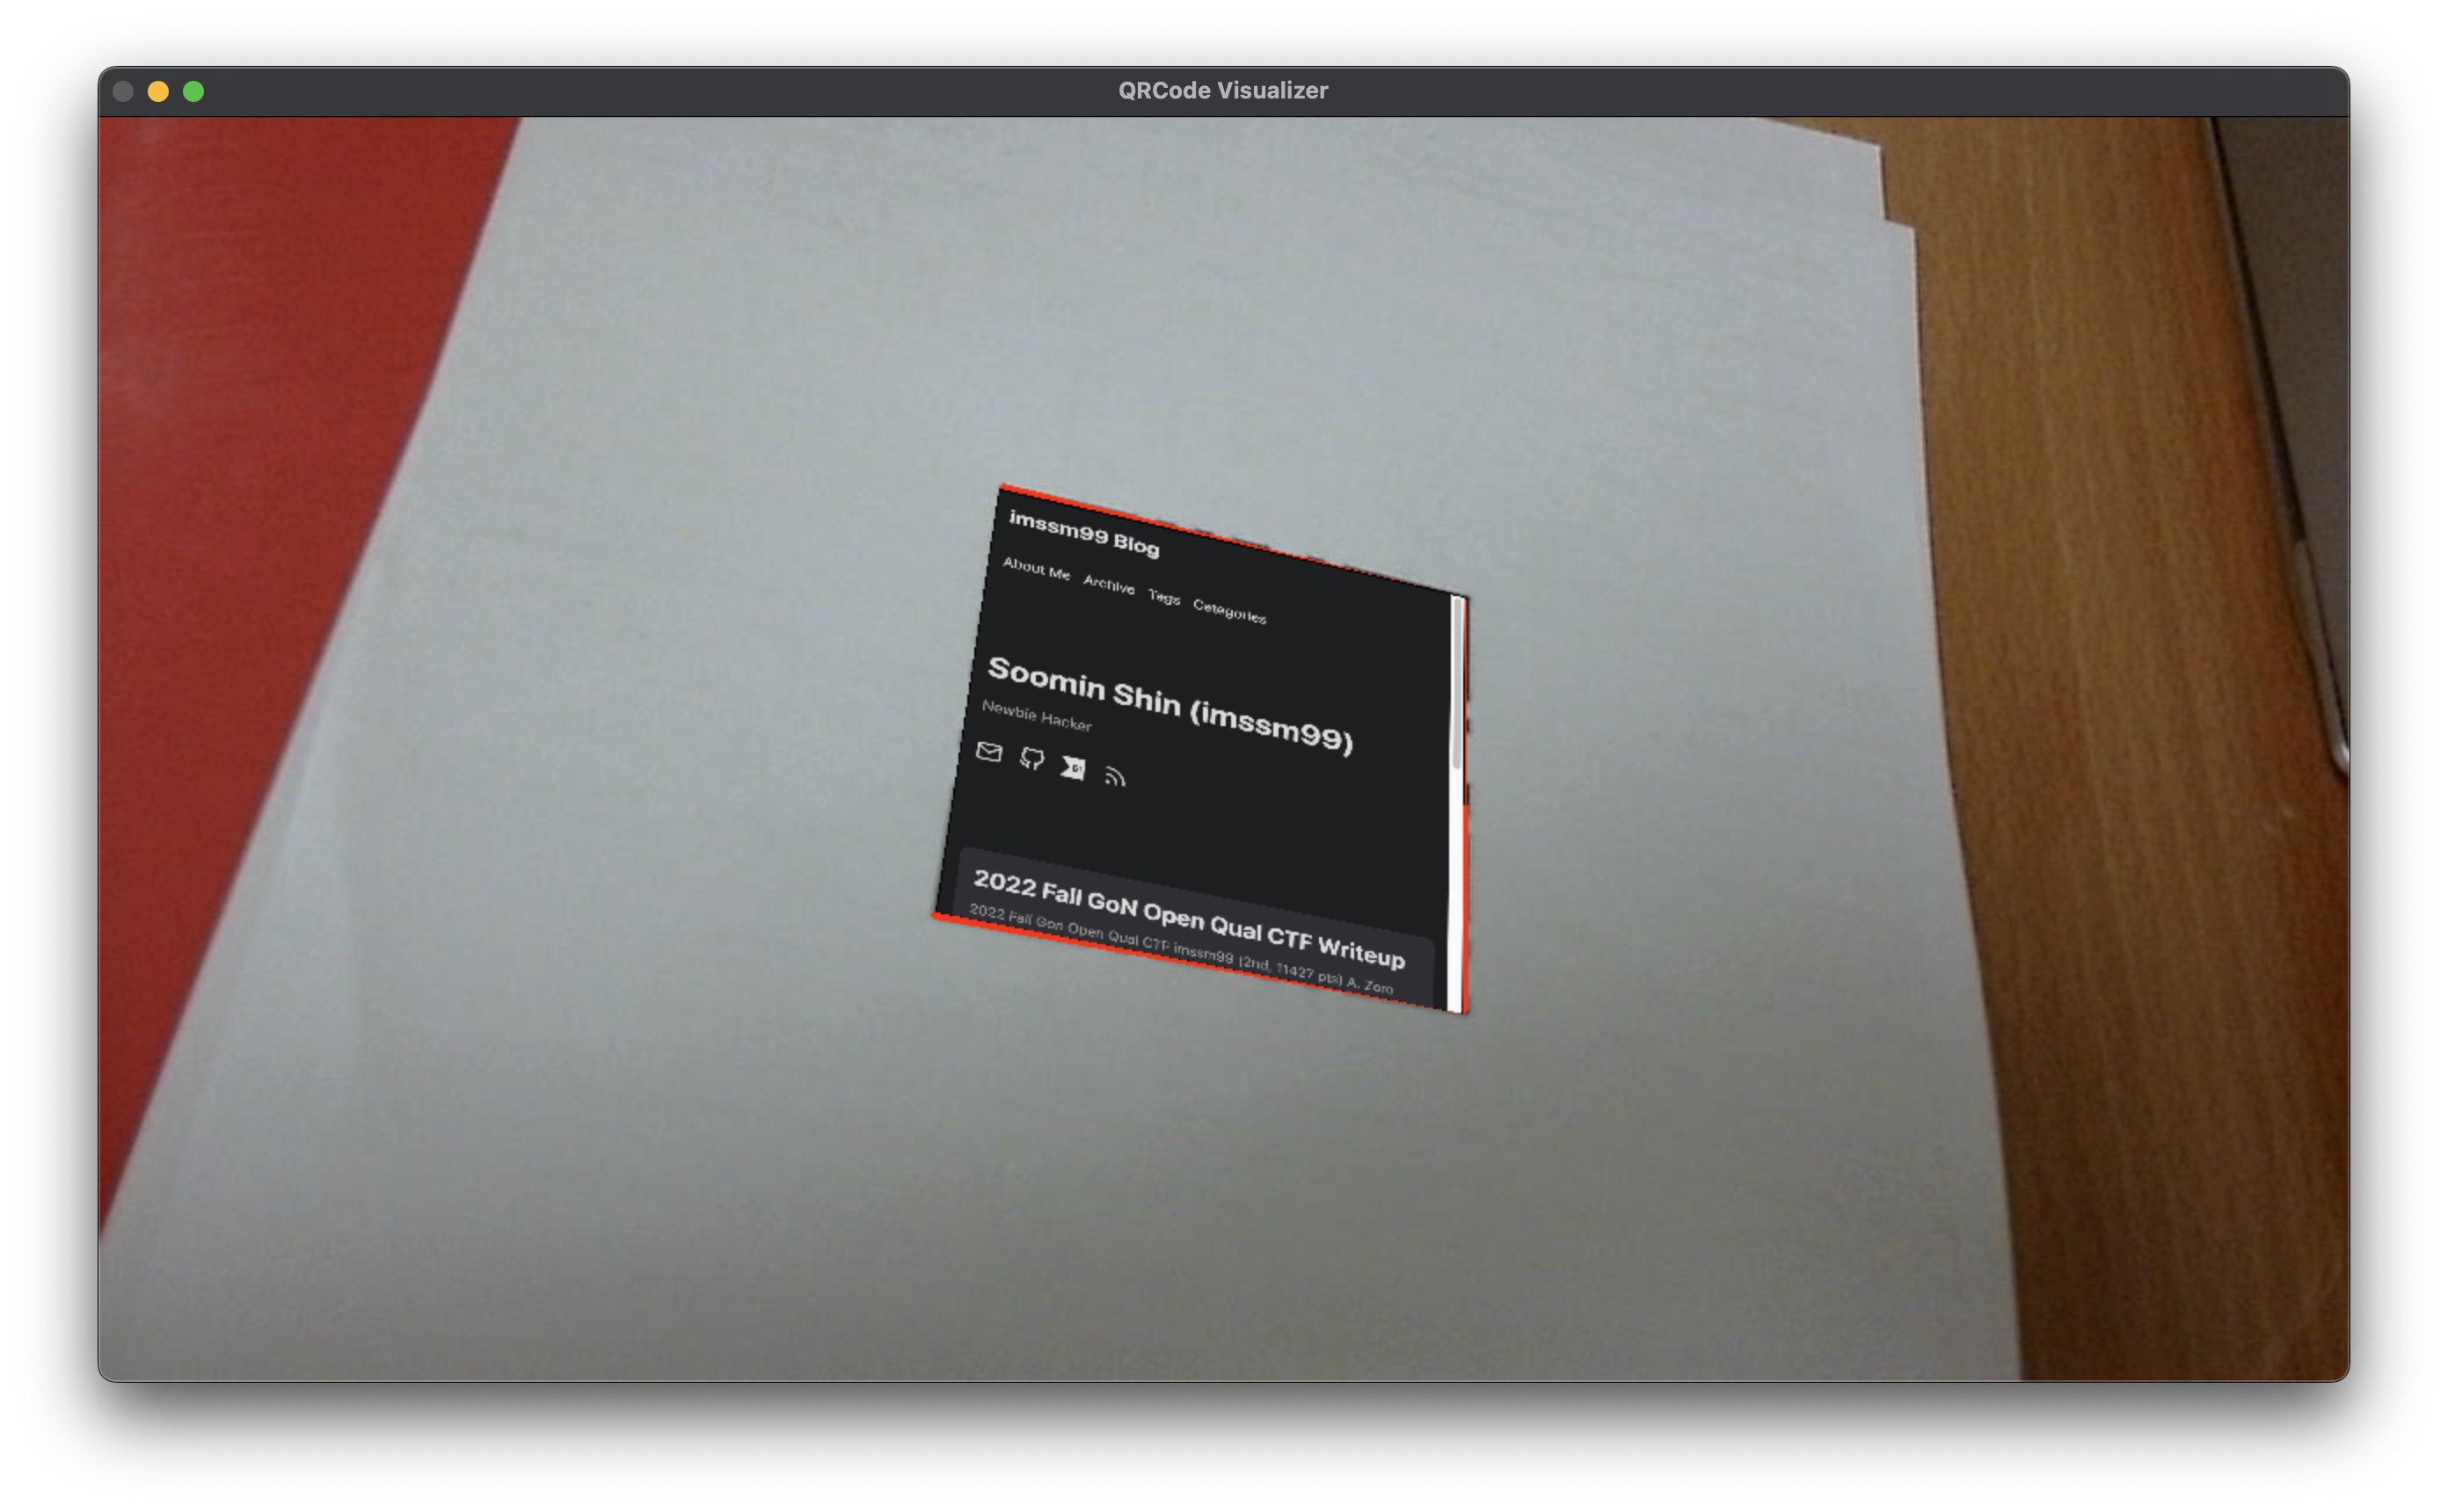 QRCode Visualizer
imssm99 Blog
About Me Archive Tags Categories
Soomin Shin (imssm99)
Newbie Hacker
2022 Fall GoN Open Qual CTF Writeup
2022 Fall Gon Open Qual CTF imssm99 (2nd, 11427 pts) A. Zero